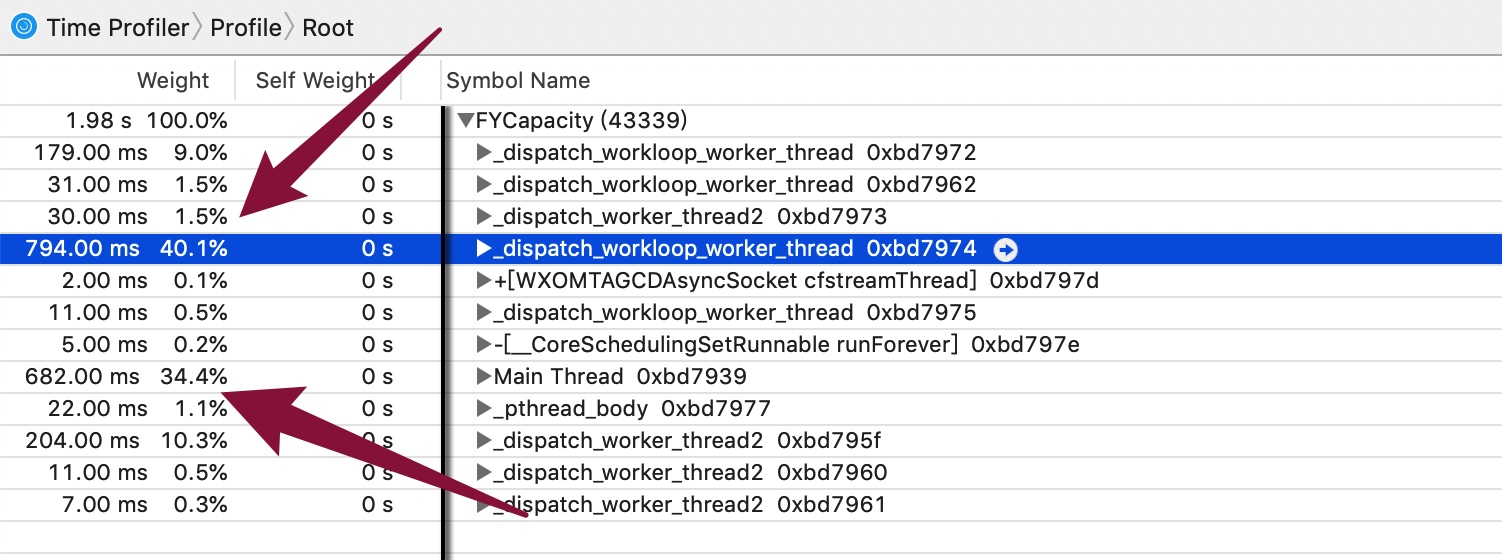 Time Profiler 〉 Profile 〉 Root
Weight Self Weight Symbol Name
1.98 s 100.0% 0 s ▼FYCapacity (43339)
179.00 ms 9.0% 0 s ▶_dispatch_workloop_worker_thread 0xbd7972
31.00 ms 1.5% 0 s ▶_dispatch_workloop_worker_thread 0xbd7962
30.00 ms 1.5% 0 s ▶_dispatch_worker_thread2 0xbd7973
794.00 ms 40.1% 0 s ▶_dispatch_workloop_worker_thread 0xbd7974
2.00 ms 0.1% 0 s ▶+[WXOMTAGCDAsyncSocket cfstreamThread] 0xbd797d
11.00 ms 0.5% 0 s ▶_dispatch_workloop_worker_thread 0xbd7975
5.00 ms 0.2% 0 s ▶-[__CoreSchedulingSetRunnable runForever] 0xbd797e
682.00 ms 34.4% 0 s ▶Main Thread 0xbd7939
22.00 ms 1.1% 0 s ▶_pthread_body 0xbd7977
204.00 ms 10.3% 0 s ▶_dispatch_worker_thread2 0xbd795f
11.00 ms 0.5% 0 s ▶_dispatch_worker_thread2 0xbd7960
7.00 ms 0.3% 0 s ▶_dispatch_worker_thread2 0xbd7961